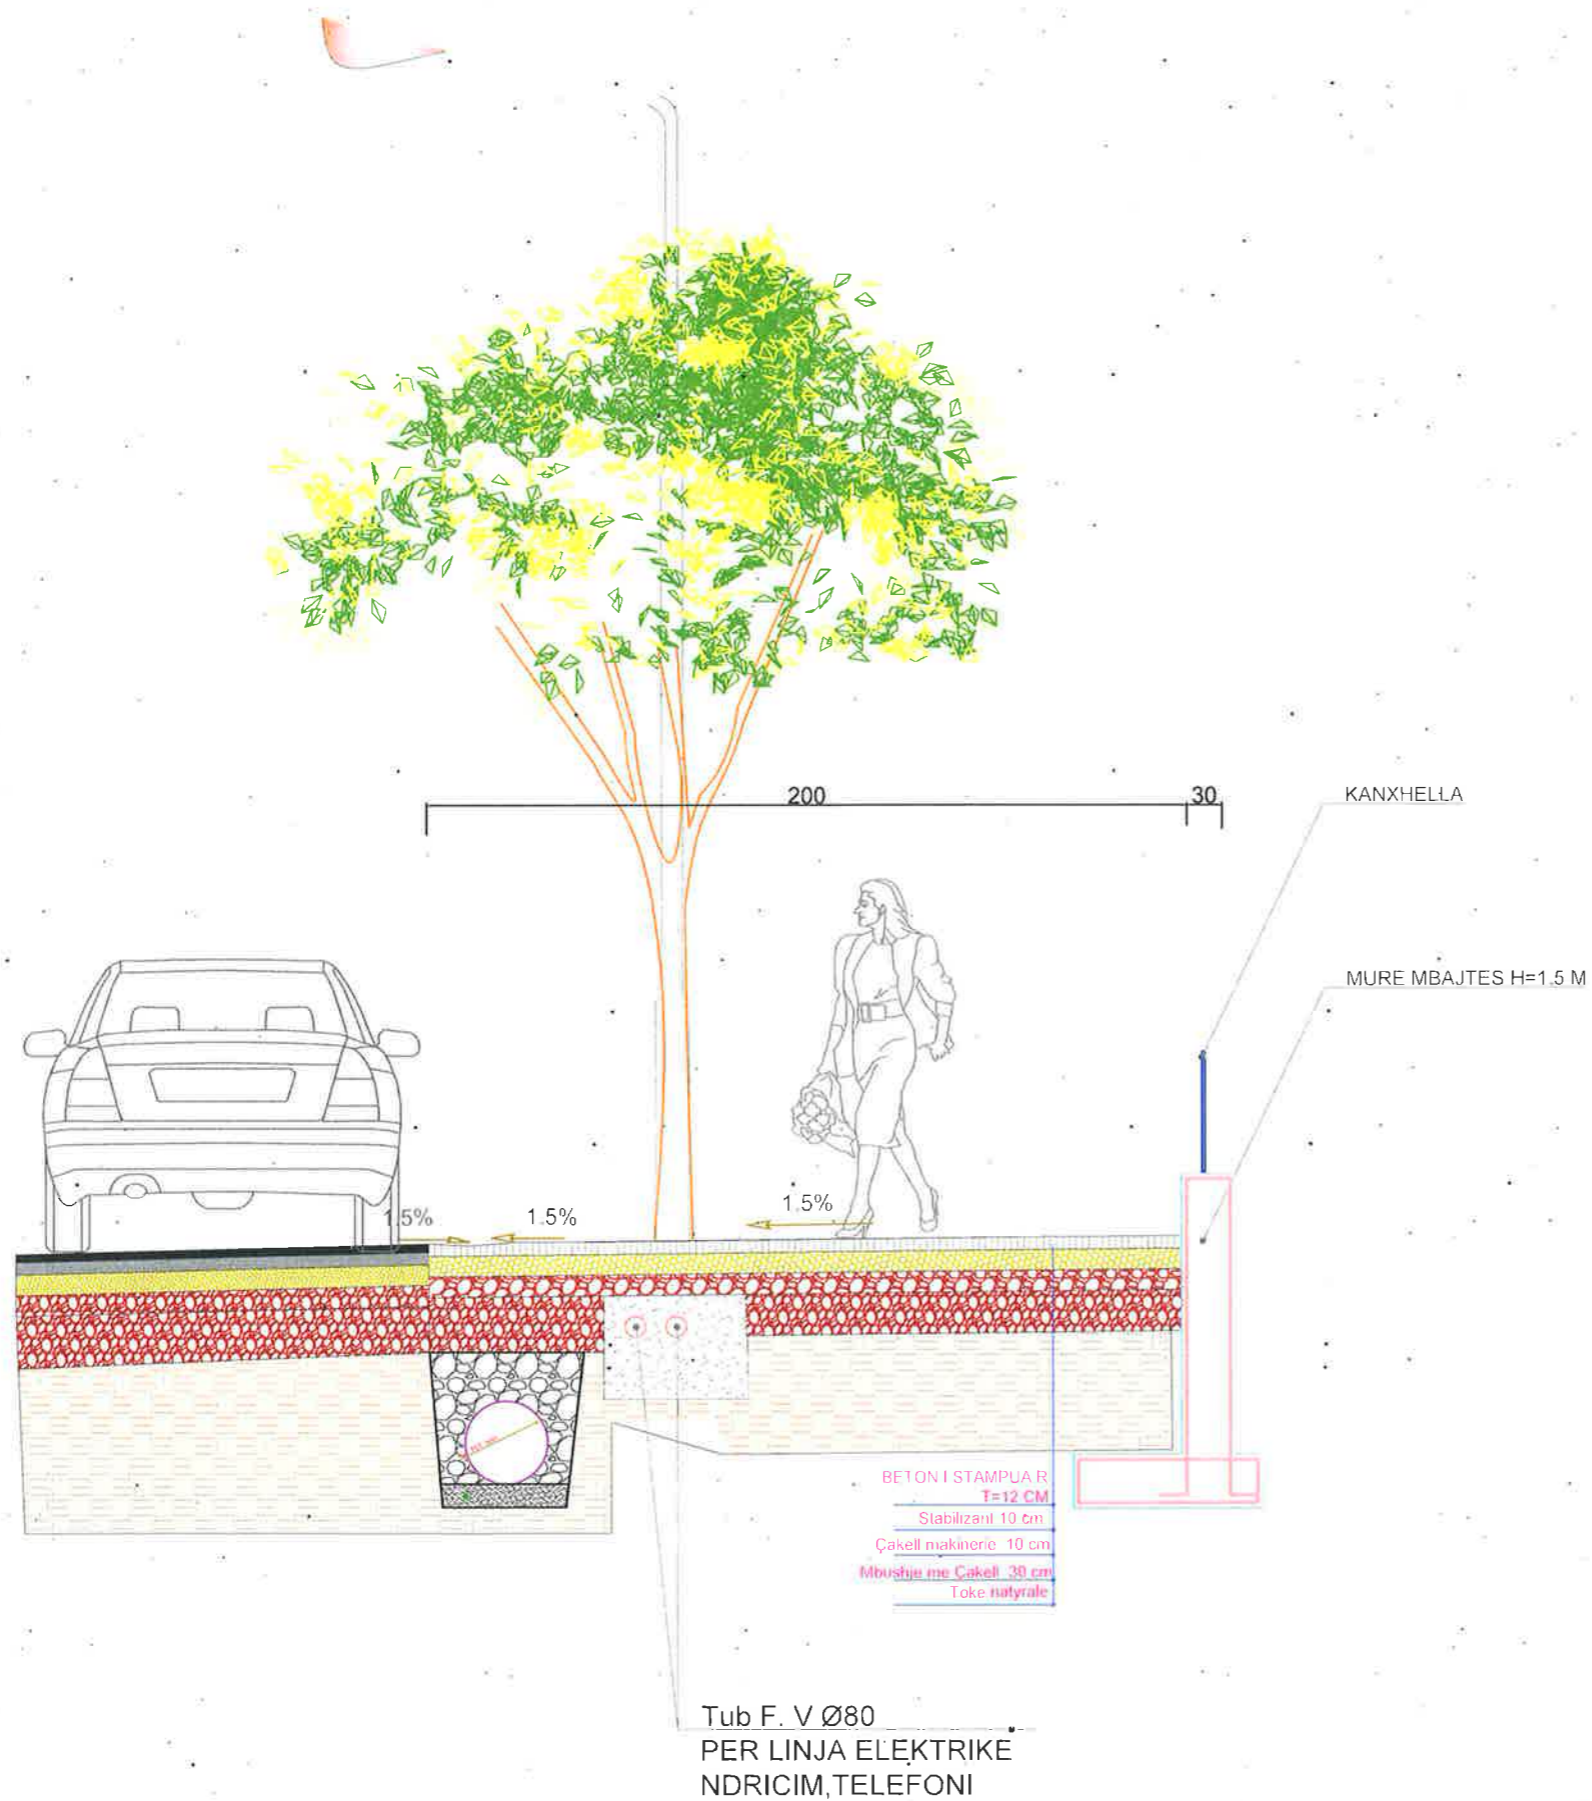 200
30
KANXHELLA
MURE MBAJTES H=1.5 M
1.5%
1.5%
1.5%
BETON I STAMPUAR
T=12 CM
Stabilizant 10 cm
Çakell makinerie 10 cm
Mbushje me Çakell 30 cm
Toke natyrale
Tub F. V Ø80
PER LINJA ELEKTRIKE
NDRICIM,TELEFONI